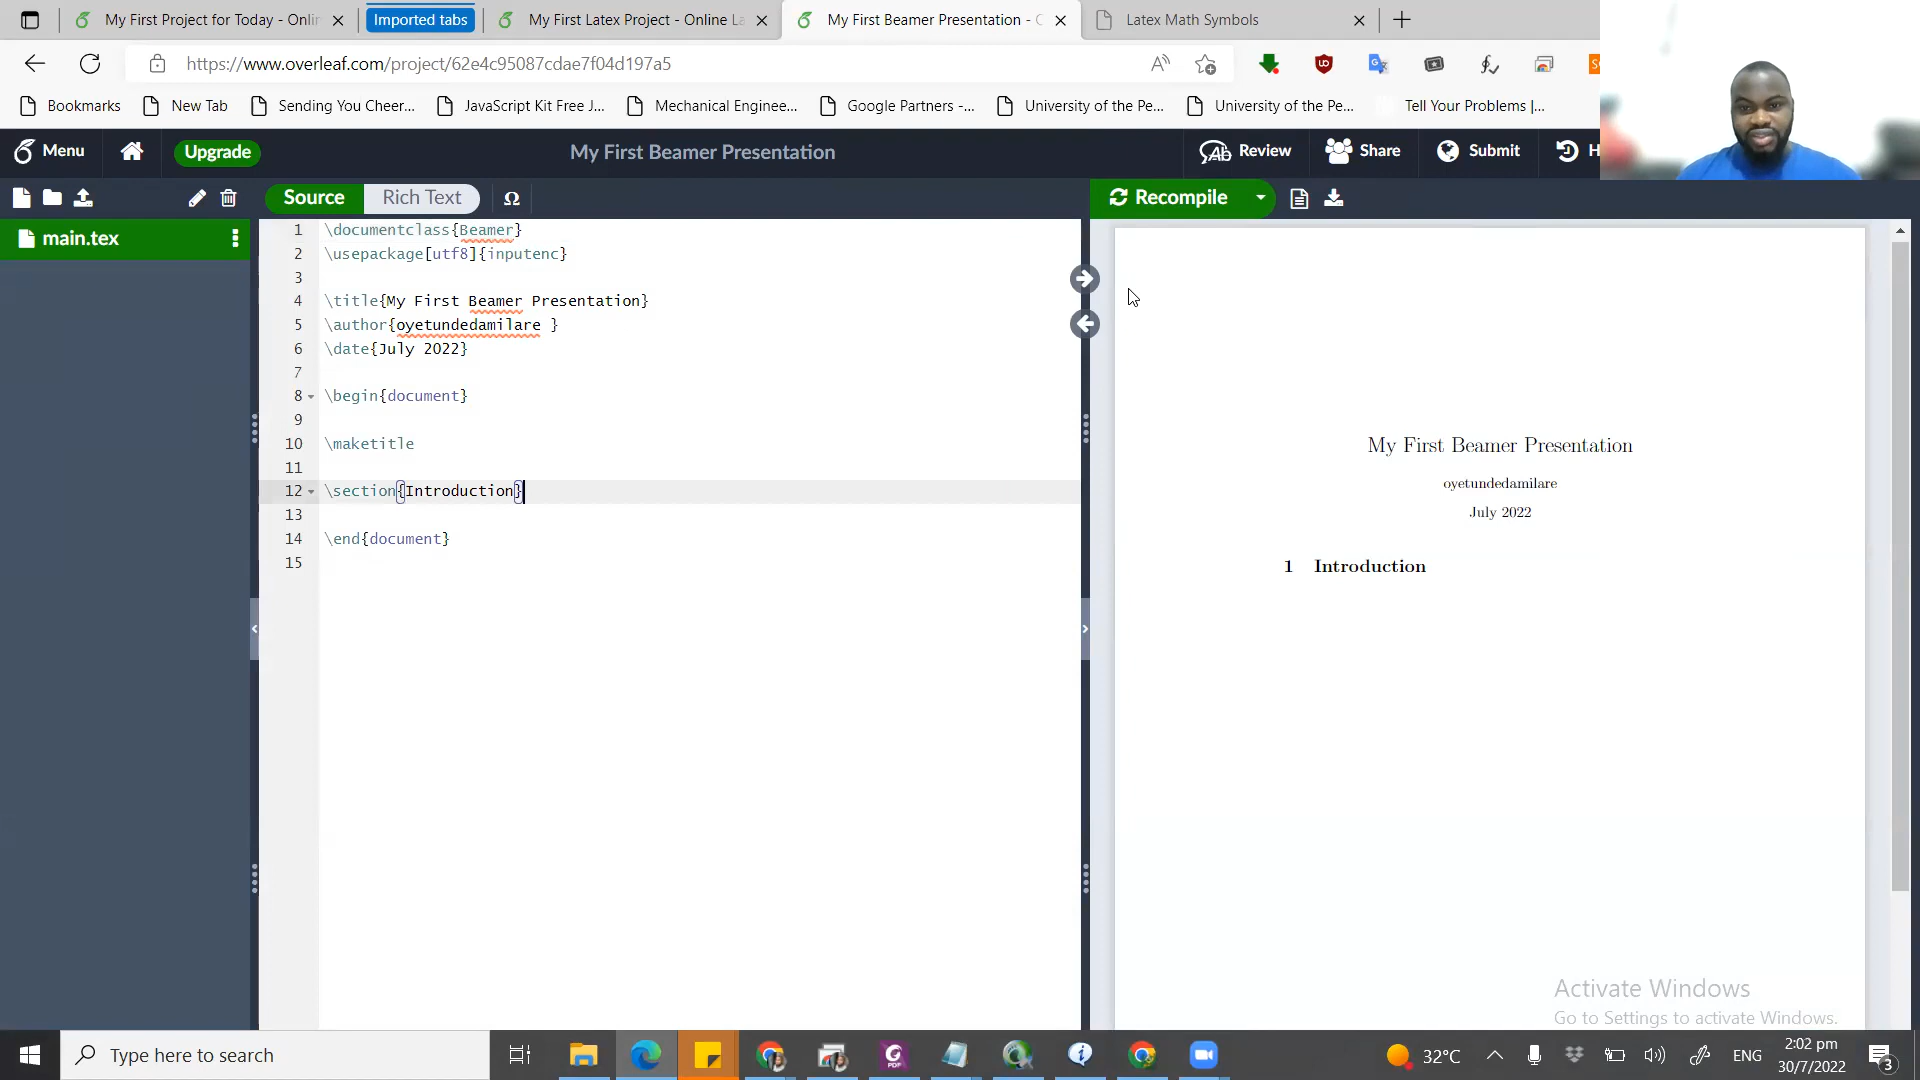 My First Project for Today - Onlin
Imported tabs
My First Latex Project - Online La
My First Beamer Presentation - O
Latex Math Symbols
https://www.overleaf.com/project/62e4c95087cdae7f04d197a5
Bookmarks
New Tab
Sending You Cheer...
JavaScript Kit Free J...
Mechanical Enginee...
Google Partners -...
University of the Pe...
University of the Pe...
Tell Your Problems |...
Menu
Upgrade
My First Beamer Presentation
Review
Share
Submit
H
Source
Rich Text
Ω
Recompile
main.tex
1 \documentclass{Beamer}
2 \usepackage[utf8]{inputenc}
3
4 \title{My First Beamer Presentation}
5 \author{oyetundedamilare }
6 \date{July 2022}
7
8 \begin{document}
9
10 \maketitle
11
12 \section{Introduction}
13
14 \end{document}
15
My First Beamer Presentation
oyetundedamilare
July 2022
1 Introduction
Activate Windows
Go to Settings to activate Windows.
Type here to search
32°C
ENG
2:02 pm
30/7/2022
3